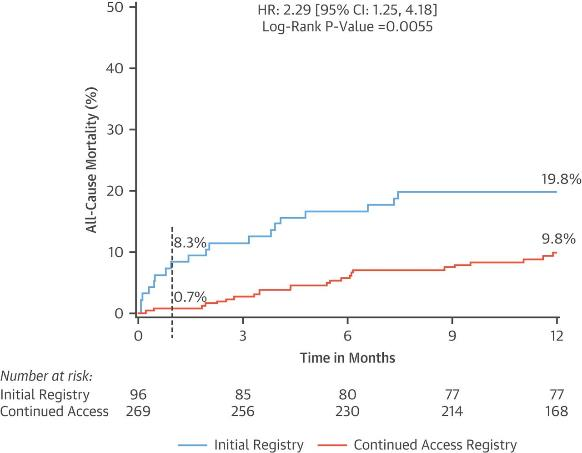 HR: 2.29 [95% CI: 1.25, 4.18]
Log-Rank P-Value =0.0055
All-Cause Mortality (%)
50
40
30
20
10
0
19.8%
9.8%
8.3%
0.7%
0 3 6 9 12
Time in Months
Number at risk:
Initial Registry 96 85 80 77 77
Continued Access 269 256 230 214 168
Initial Registry Continued Access Registry